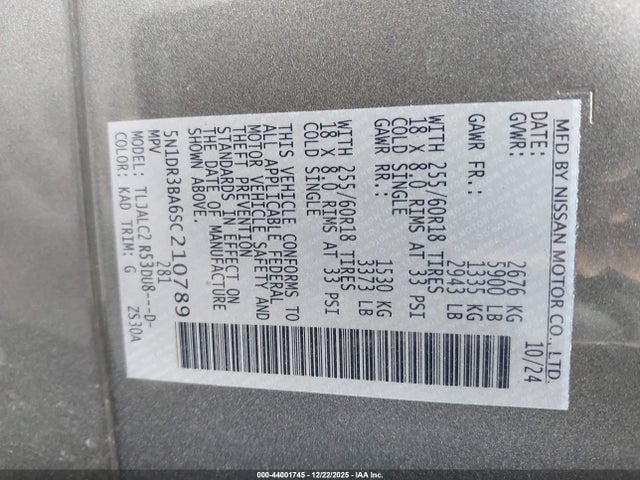 MFD BY NISSAN MOTOR CO., LTD.
DATE: 10/24
GVWR: 2676 KG
5900 LB
GAWR FR.: 1335 KG
2943 LB
WITH 255/60R18 TIRES
18 X 8.0 RIMS AT 33 PSI
COLD SINGLE
GAWR RR.: 1530 KG
3373 LB
WITH 255/60R18 TIRES
18 X 8.0 RIMS AT 33 PSI
COLD SINGLE
THIS VEHICLE CONFORMS TO
ALL APPLICABLE FEDERAL
MOTOR VEHICLE SAFETY AND
THEFT PREVENTION
STANDARDS IN EFFECT ON
THE DATE OF MANUFACTURE
SHOWN ABOVE.
5N1DR3BA6SC210789
MPV 281
MODEL: TLJALC2 R53DU8---D-
COLOR: KAD TRIM: G ZS30A
000-44001745 - 12/22/2025 - IAA Inc.